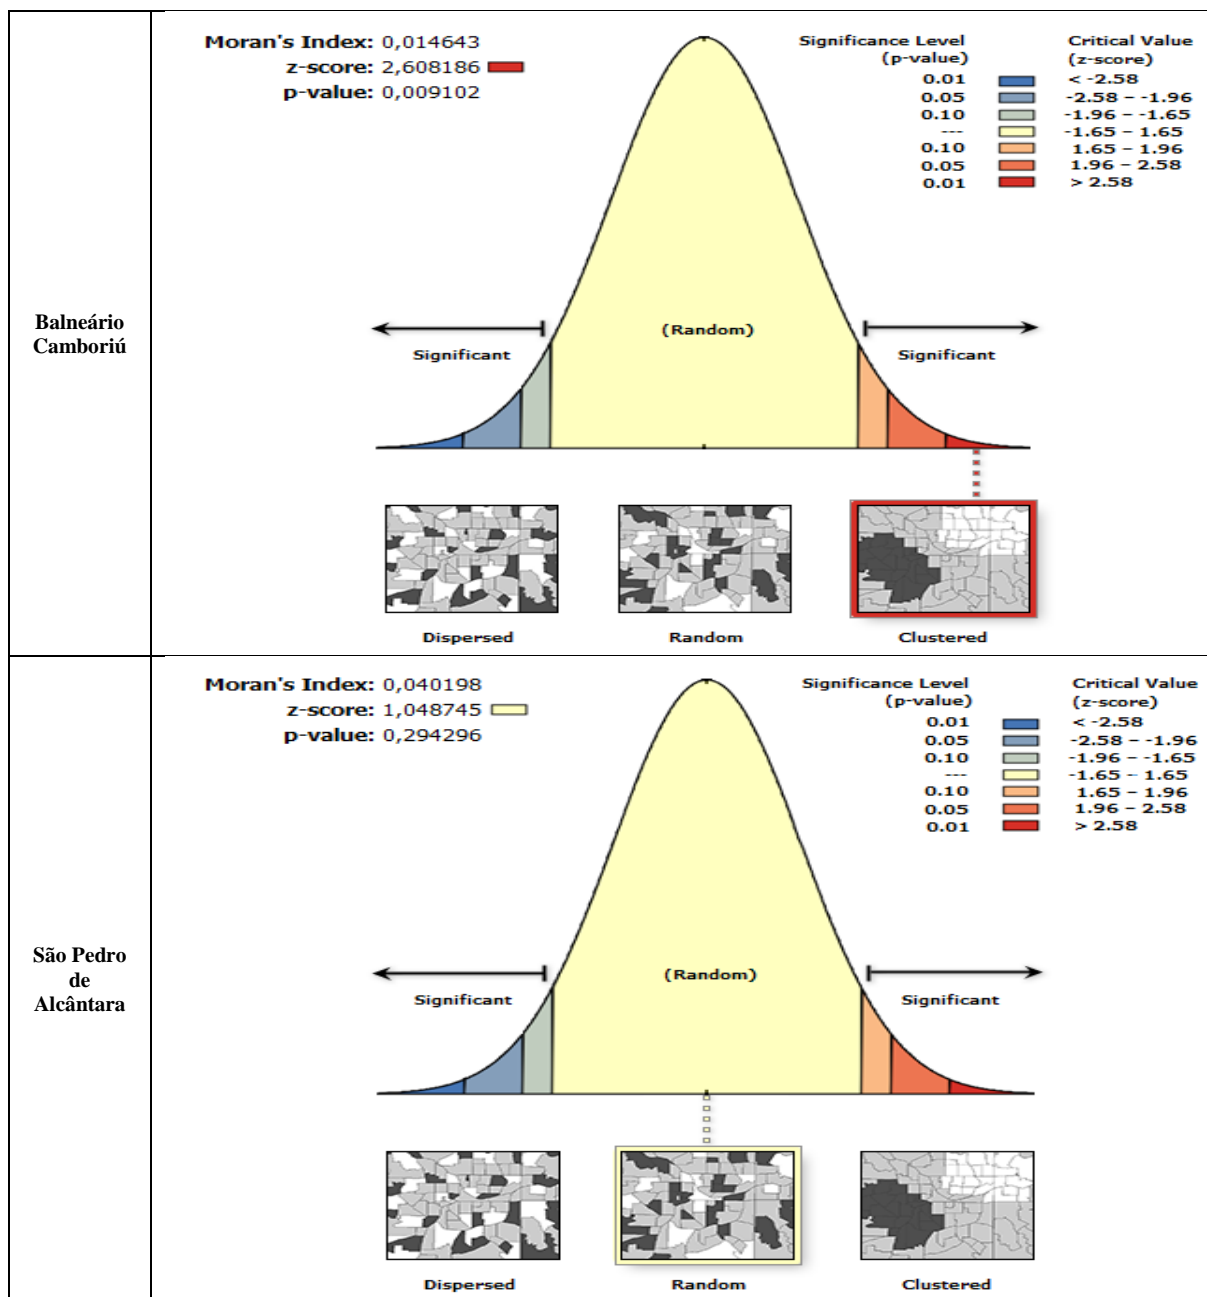 Balneário
Camboriú
Moran's Index: 0,014643
z-score: 2,608186
p-value: 0,009102
Significance Level
(p-value)
Critical Value
(z-score)
0.01 < -2.58
0.05 -2.58 – -1.96
0.10 -1.96 – -1.65
--- -1.65 – 1.65
0.10 1.65 – 1.96
0.05 1.96 – 2.58
0.01 > 2.58
(Random)
Significant
Significant
Dispersed
Random
Clustered
São Pedro
de
Alcântara
Moran's Index: 0,040198
z-score: 1,048745
p-value: 0,294296
Significance Level
(p-value)
Critical Value
(z-score)
0.01 < -2.58
0.05 -2.58 – -1.96
0.10 -1.96 – -1.65
--- -1.65 – 1.65
0.10 1.65 – 1.96
0.05 1.96 – 2.58
0.01 > 2.58
(Random)
Significant
Significant
Dispersed
Random
Clustered